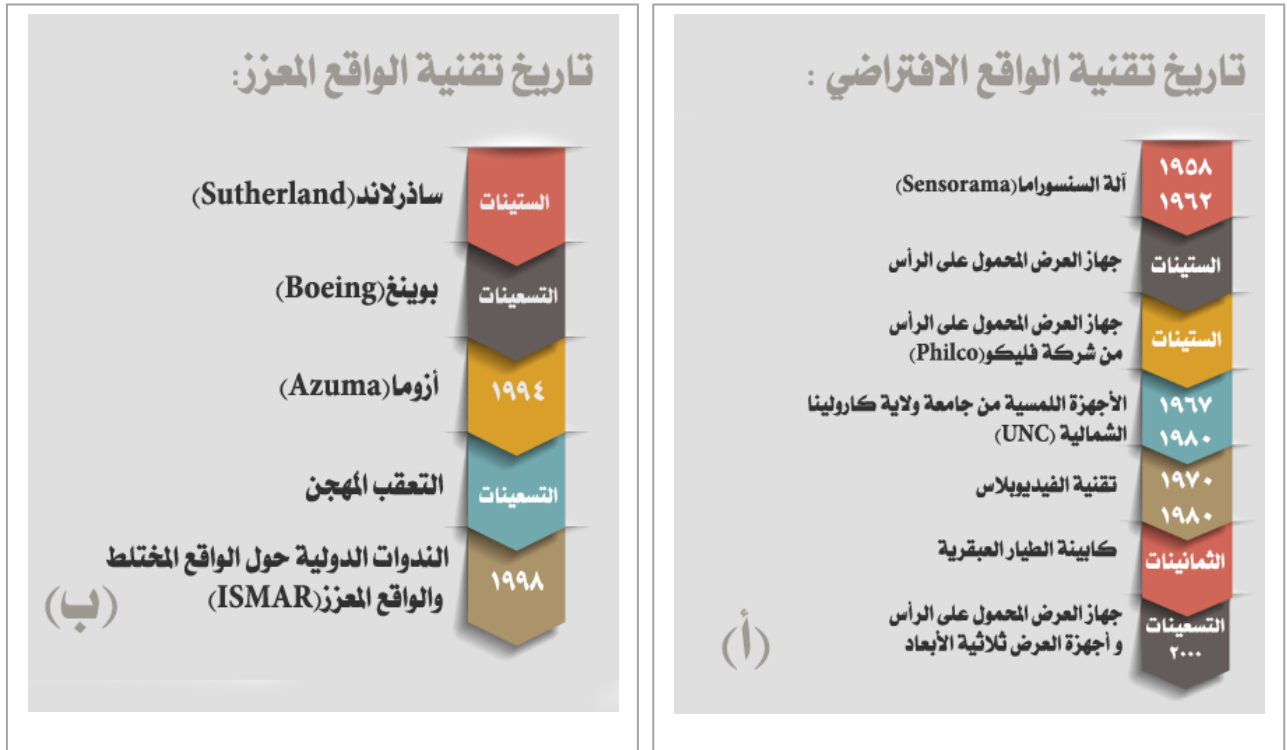 تاريخ تقنية الواقع الافتراضي :
١٩٥٨
١٩٦٢
آلة السنسوراما(Sensorama)
الستينات
جهاز العرض المحمول على الرأس
الستينات
جهاز العرض المحمول على الرأس
من شركة فليكو(Philco)
١٩٦٧
١٩٨٠
الأجهزة اللمسية من جامعة ولاية كارولينا
الشمالية (UNC)
١٩٧٠
١٩٨٠
تقنية الفيديوبلاس
الثمانينات
كابينة الطيار العبقرية
التسعينات
٢٠٠٠
جهاز العرض المحمول على الرأس
و أجهزة العرض ثلاثية الأبعاد
(أ)
تاريخ تقنية الواقع المعزز:
الستينات
ساذرلاند(Sutherland)
التسعينات
بوينغ(Boeing)
١٩٩٤
أزوما(Azuma)
التسعينات
التعقب المهجن
١٩٩٨
الندوات الدولية حول الواقع المختلط
والواقع المعزز(ISMAR)
(ب)